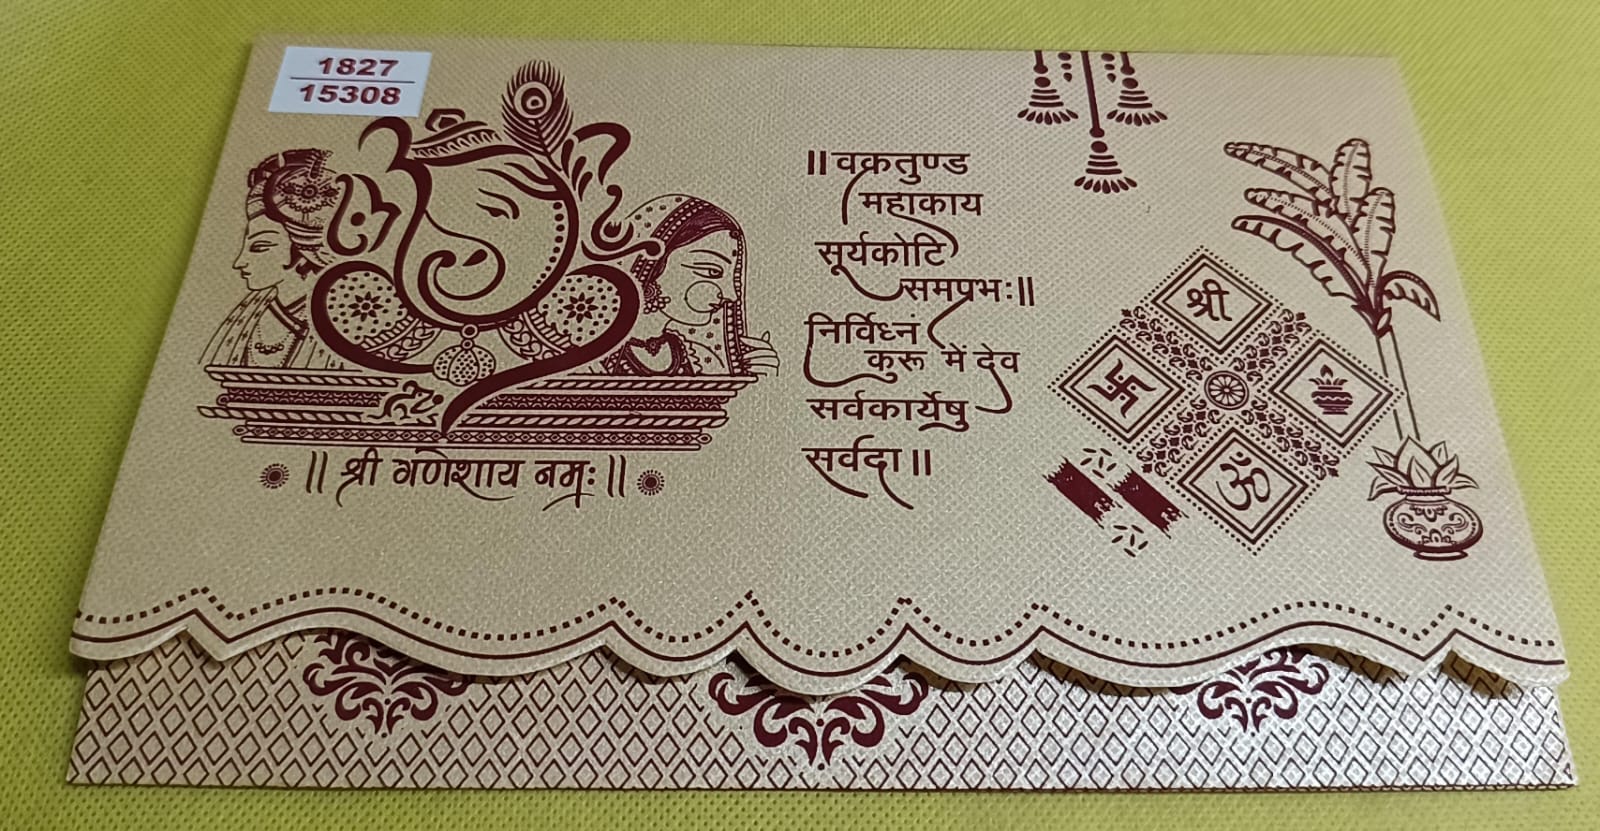 1827
15308
॥ श्री गणेशाय नमः ॥
॥ वक्रतुण्ड
महाकाय
सूर्यकोटि
समप्रभः॥
निर्विध्नं
कुरू में देव
सर्वकार्येषु
सर्वदा॥
श्री
ॐ